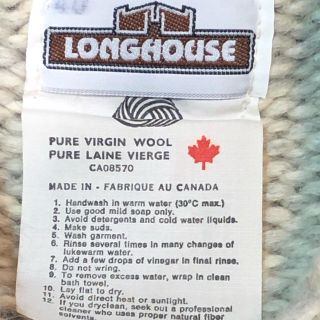 40
LONGHOUSE
PURE VIRGIN WOOL
PURE LAINE VIERGE
CA08570
MADE IN - FABRIQUE AU CANADA
1. Handwash in warm water (30°C max.)
2. Use good mild soap only.
3. Avoid detergents and cold water liquids.
4. Make suds.
5. Wash garment.
6. Rinse several times in many changes of
lukewarm water.
7. Add a few drops of vinegar in final rinse.
8. Do not wring.
9. To remove excess water, wrap in clean
bath towel.
10. Lay flat to dry.
11. Avoid direct heat or sunlight.
12. If you dryclean, seek out a professional
cleaner who uses proper natural fiber
solvents.